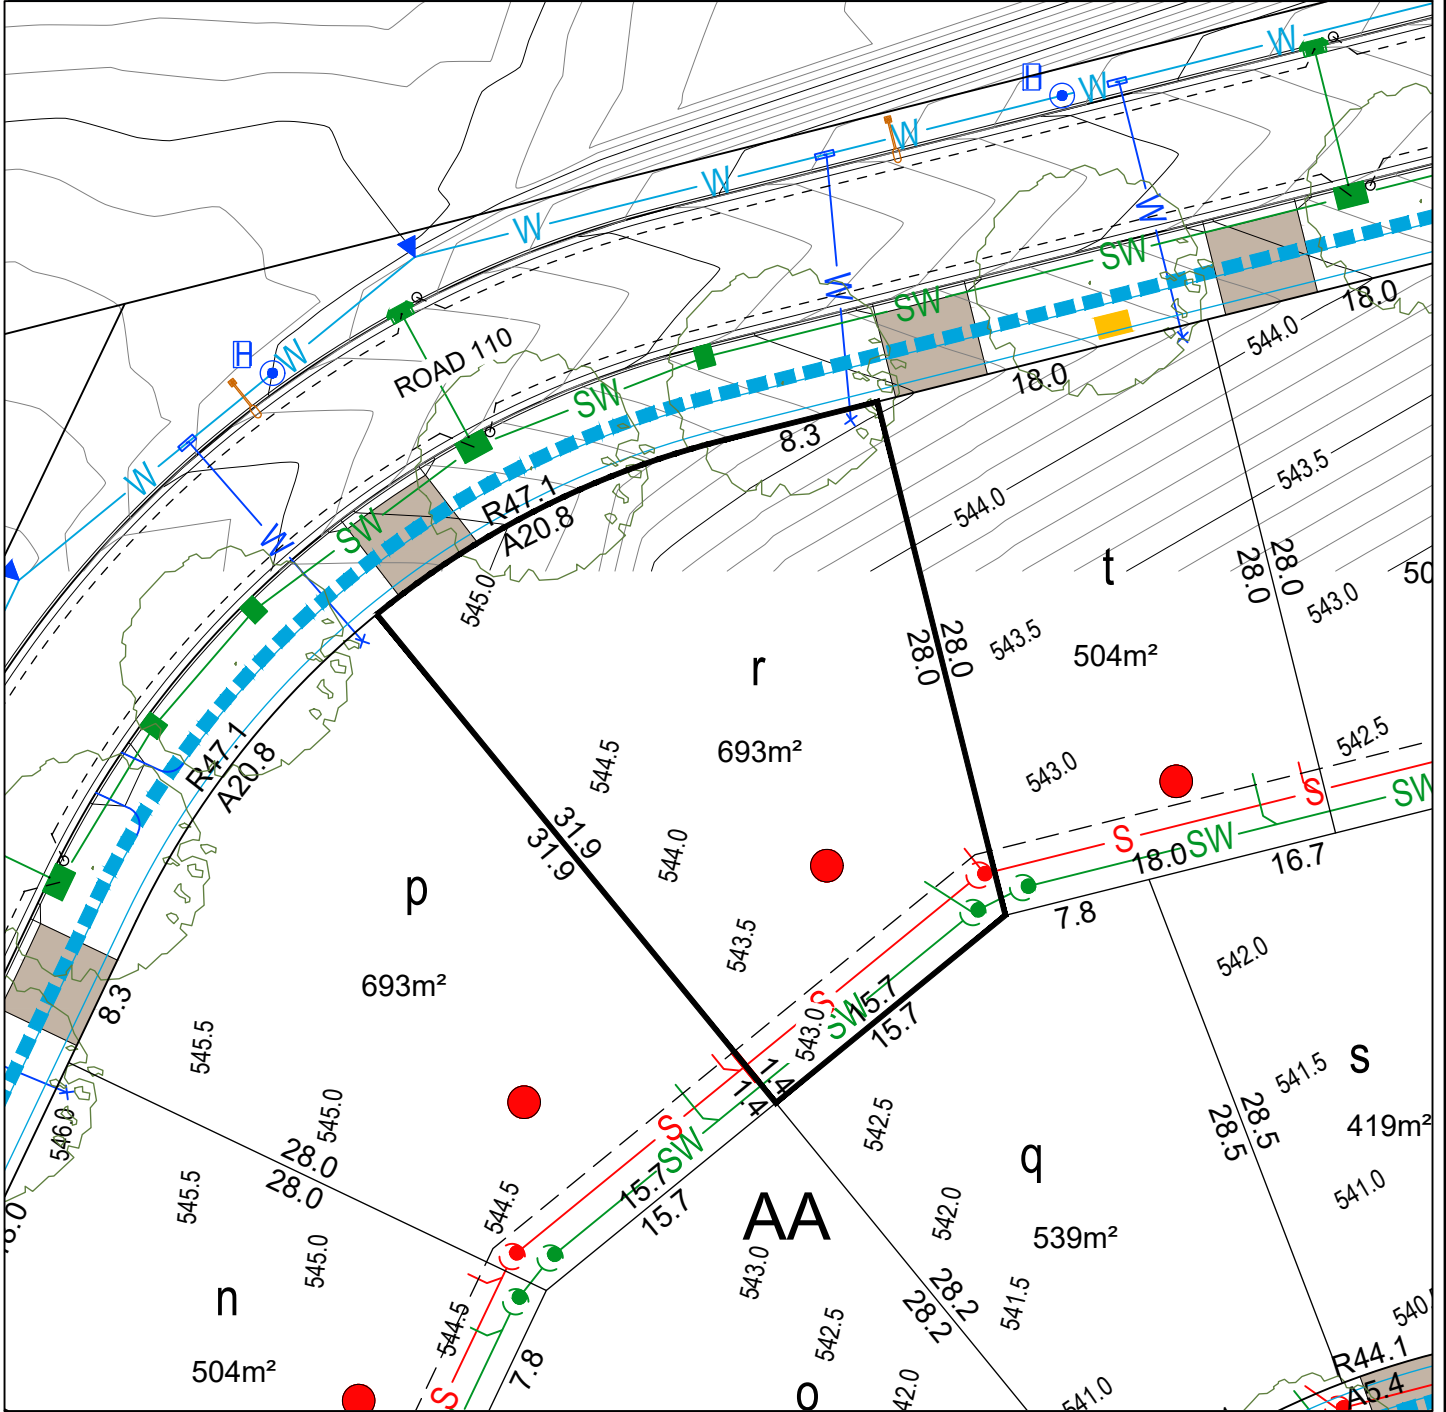 W
H
W
W
W
W
W
SW
18.0
H
W
ROAD 110
W
SW
18.0
544.0
SW
8.3
543.5
W
R47.1
A20.8
544.0
W
SW
28.0
28.0
t
50
545.0
543.0
r
28.0
28.0
543.5
504m²
693m²
R47.1
A20.8
544.5
543.0
542.5
S
SW
31.9
31.9
544.0
S
SW
18.0
16.7
p
7.8
543.5
542.0
693m²
8.3
S
SW
15.7
15.7
543.0
545.5
s
541.5
1.4
1.4
545.0
546.0
S
SW
542.5
28.5
28.5
419m²
28.0
28.0
q
545.5
15.7
15.7
544.5
AA
542.0
541.0
539m²
545.0
543.0
n
28.2
28.2
541.5
544.5
542.5
504m²
7.8
S
o
R44.1
A5.4
541.0